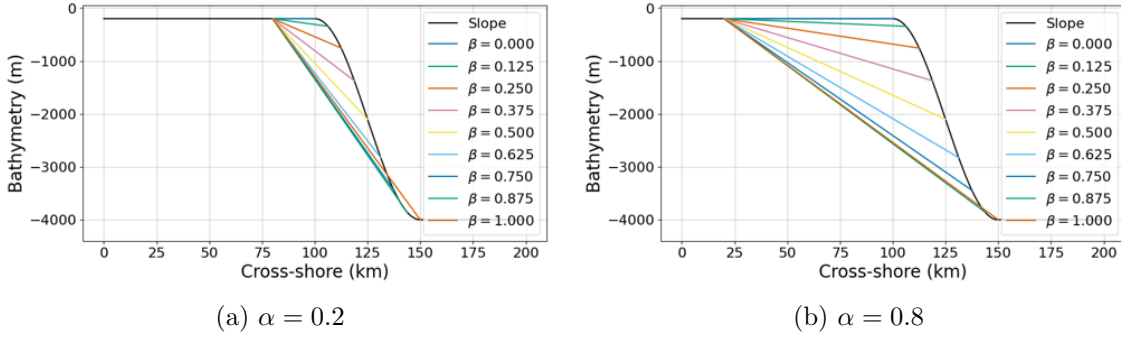 0
−1000
−2000
−3000
−4000
Bathymetry (m)
0 25 50 75 100 125 150 175 200
Cross-shore (km)
Slope
β = 0.000
β = 0.125
β = 0.250
β = 0.375
β = 0.500
β = 0.625
β = 0.750
β = 0.875
β = 1.000
(a) α = 0.2
0
−1000
−2000
−3000
−4000
Bathymetry (m)
0 25 50 75 100 125 150 175 200
Cross-shore (km)
Slope
β = 0.000
β = 0.125
β = 0.250
β = 0.375
β = 0.500
β = 0.625
β = 0.750
β = 0.875
β = 1.000
(b) α = 0.8